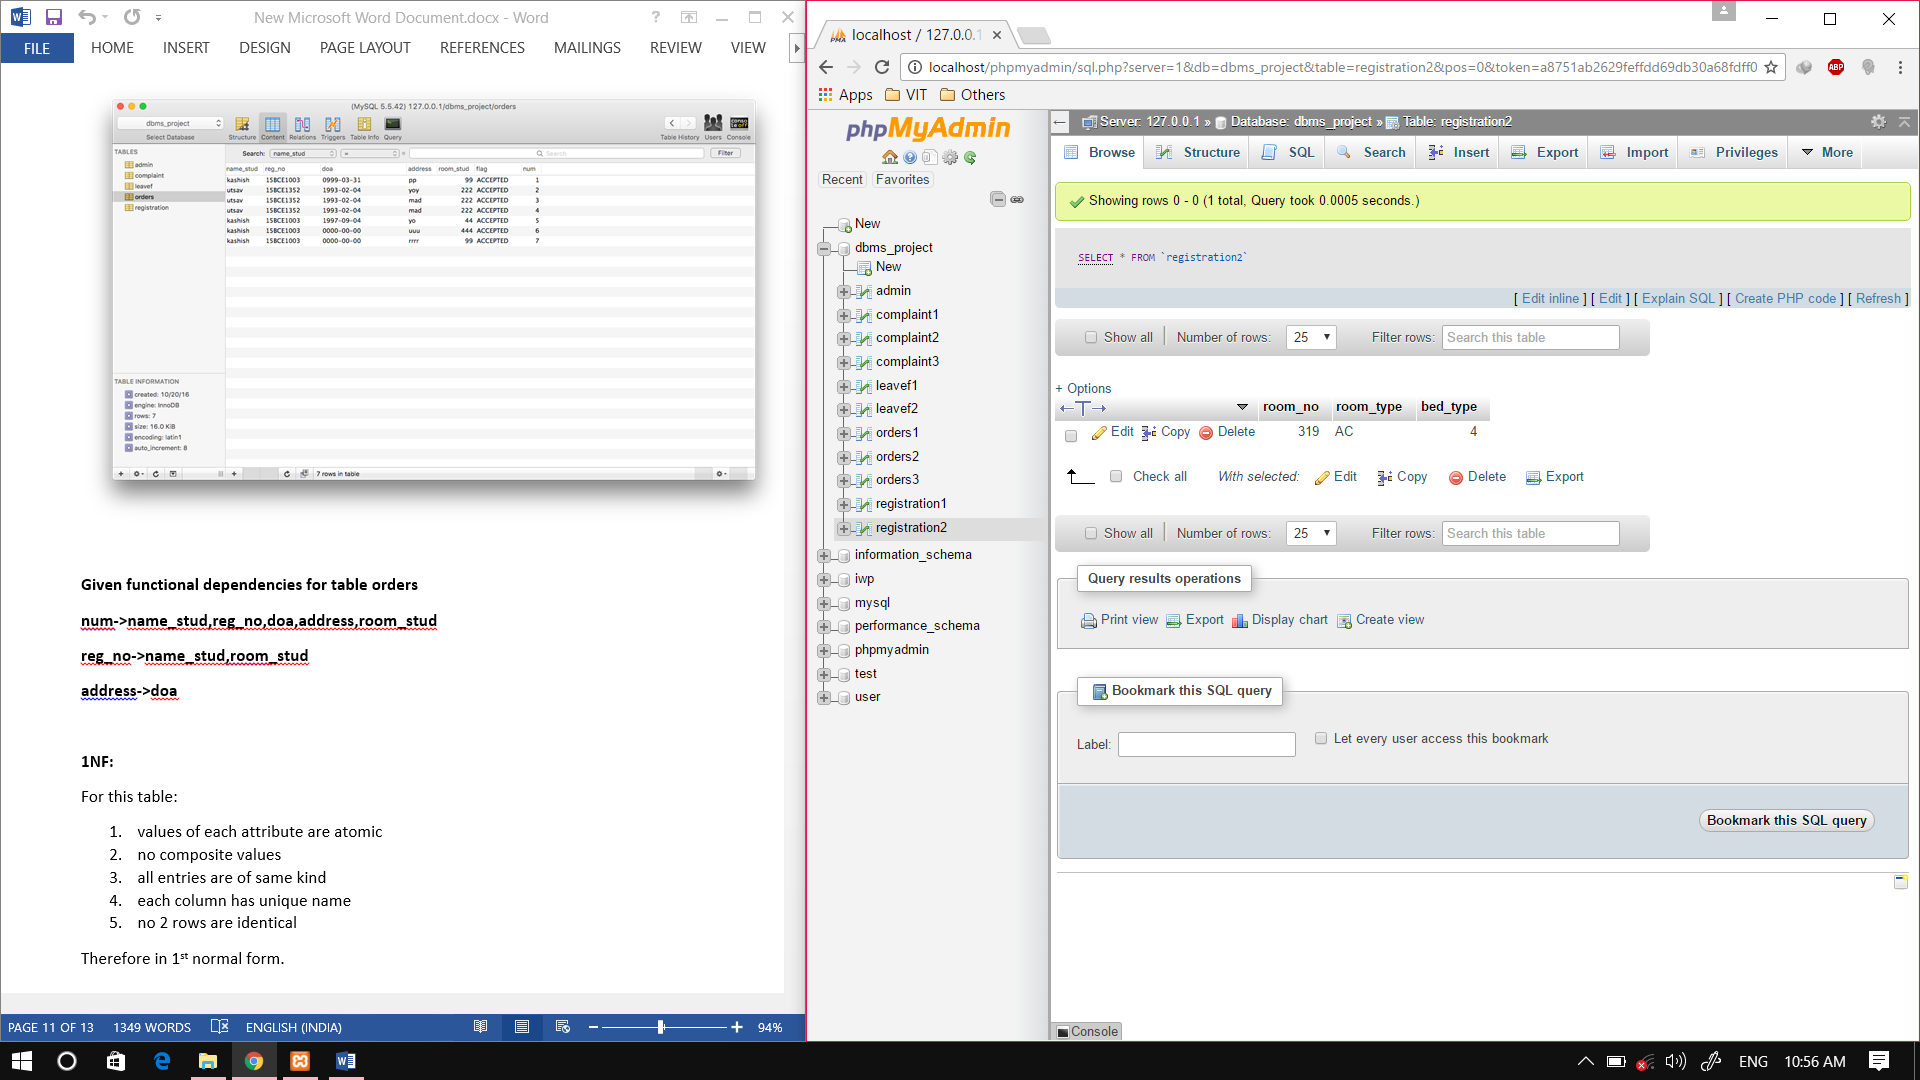 New Microsoft Word Document.docx - Word
FILE HOME INSERT DESIGN PAGE LAYOUT REFERENCES MAILINGS REVIEW VIEW
(MySQL 5.5.42) 127.0.0.1/dbms_project/orders
dbms_project
Select Database Structure Content Relations Triggers Table Info Query Table History Users Console
TABLES
admin
complaint
leavef
orders
registration
Search: name_stud = Search Filter
name_stud reg_no doa address room_stud flag num
kashish 15BCE1003 0999-03-31 pp 99 ACCEPTED 1
utsav 15BCE1352 1993-02-04 yoy 222 ACCEPTED 2
utsav 15BCE1352 1993-02-04 mad 222 ACCEPTED 3
utsav 15BCE1352 1993-02-04 mad 222 ACCEPTED 4
kashish 15BCE1003 1997-09-04 yo 44 ACCEPTED 5
kashish 15BCE1003 0000-00-00 uuu 444 ACCEPTED 6
kashish 15BCE1003 0000-00-00 rrrr 99 ACCEPTED 7
TABLE INFORMATION
created: 10/20/16
engine: InnoDB
rows: 7
size: 16.0 KiB
encoding: latin1
auto_increment: 8
7 rows in table
Given functional dependencies for table orders
num->name_stud,reg_no,doa,address,room_stud
reg_no->name_stud,room_stud
address->doa
1NF:
For this table:
1. values of each attribute are atomic
2. no composite values
3. all entries are of same kind
4. each column has unique name
5. no 2 rows are identical
Therefore in 1st normal form.
PAGE 11 OF 13 1349 WORDS ENGLISH (INDIA) 94%
localhost / 127.0.0.1
localhost/phpmyadmin/sql.php?server=1&db=dbms_project&table=registration2&pos=0&token=a8751ab2629feffdd69db30a68fdff0
ABP
Apps VIT Others
phpMyAdmin
Recent Favorites
New
dbms_project
New
admin
complaint1
complaint2
complaint3
leavef1
leavef2
orders1
orders2
orders3
registration1
registration2
information_schema
iwp
mysql
performance_schema
phpmyadmin
test
user
Server: 127.0.0.1 » Database: dbms_project » Table: registration2
Browse Structure SQL Search Insert Export Import Privileges More
Showing rows 0 - 0 (1 total, Query took 0.0005 seconds.)
SELECT * FROM `registration2`
[ Edit inline ] [ Edit ] [ Explain SQL ] [ Create PHP code ] [ Refresh ]
Show all Number of rows: 25 Filter rows: Search this table
+ Options
←T→ room_no room_type bed_type
Edit Copy Delete 319 AC 4
Check all With selected: Edit Copy Delete Export
Show all Number of rows: 25 Filter rows: Search this table
Query results operations
Print view Export Display chart Create view
Bookmark this SQL query
Label: Let every user access this bookmark
Bookmark this SQL query
Console
ENG 10:56 AM